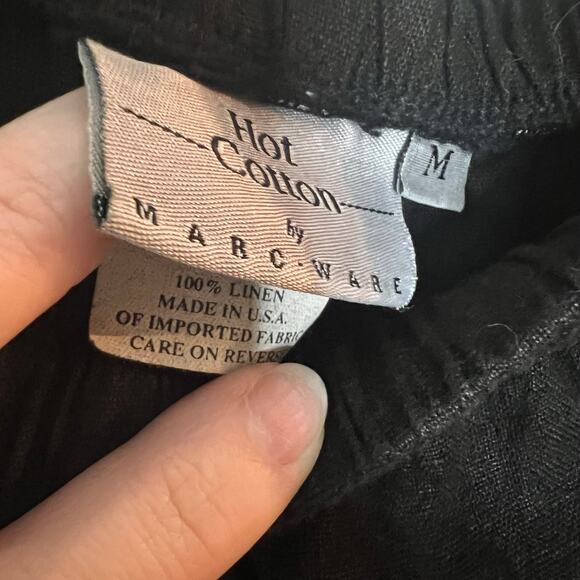 Hot
Cotton
by
MARC·WARE
M
100% LINEN
MADE IN U.S.A.
OF IMPORTED FABRIC
CARE ON REVERSE